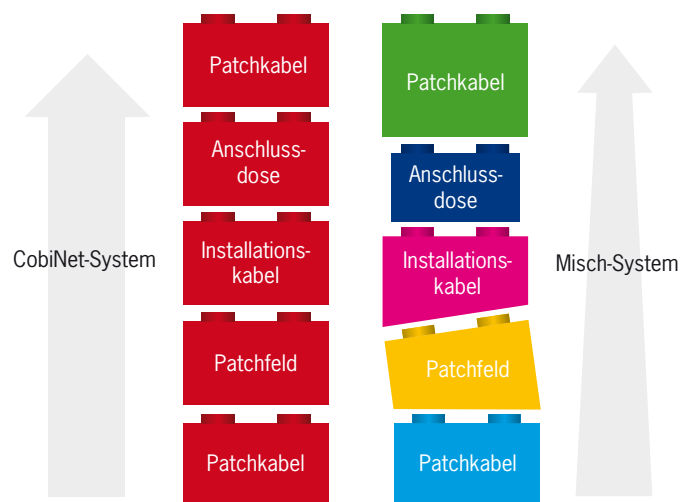 Patchkabel
Anschluss-
dose
Installations-
kabel
Patchfeld
Patchkabel
CobiNet-System
Patchkabel
Anschluss-
dose
Installations-
kabel
Patchfeld
Patchkabel
Misch-System